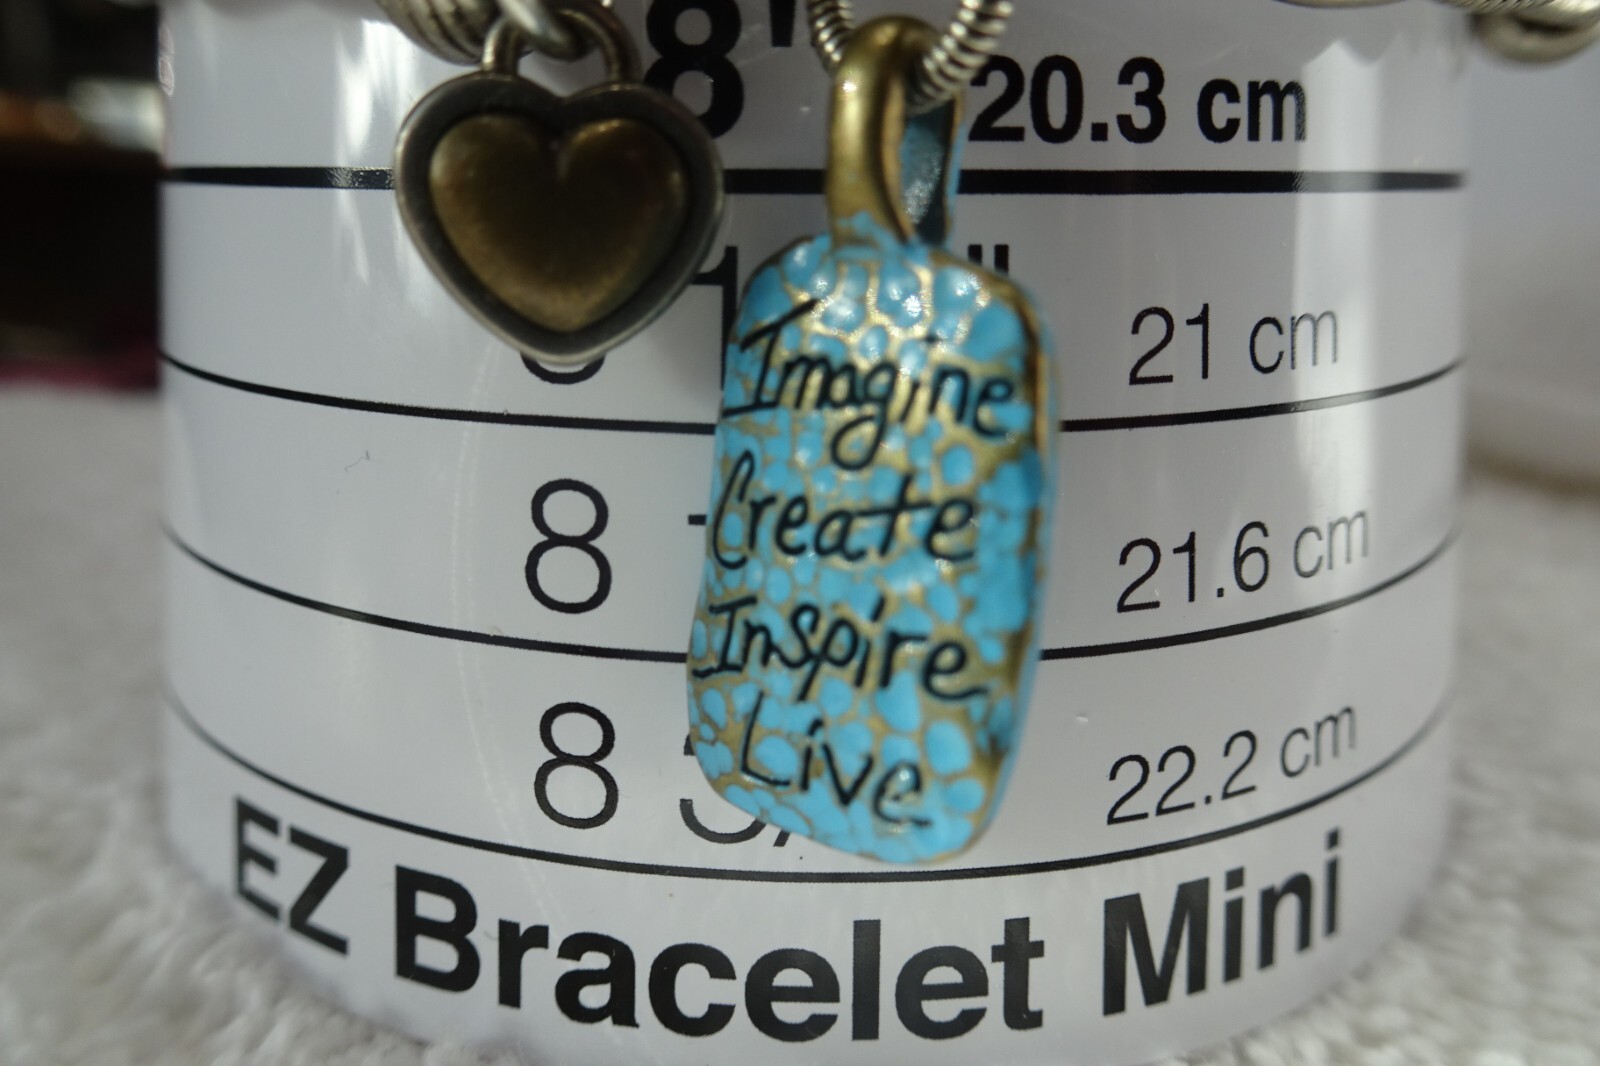 8" 20.3 cm
21 cm
8 21.6 cm
8 22.2 cm
Imagine
Create
Inspire
Live
EZ Bracelet Mini